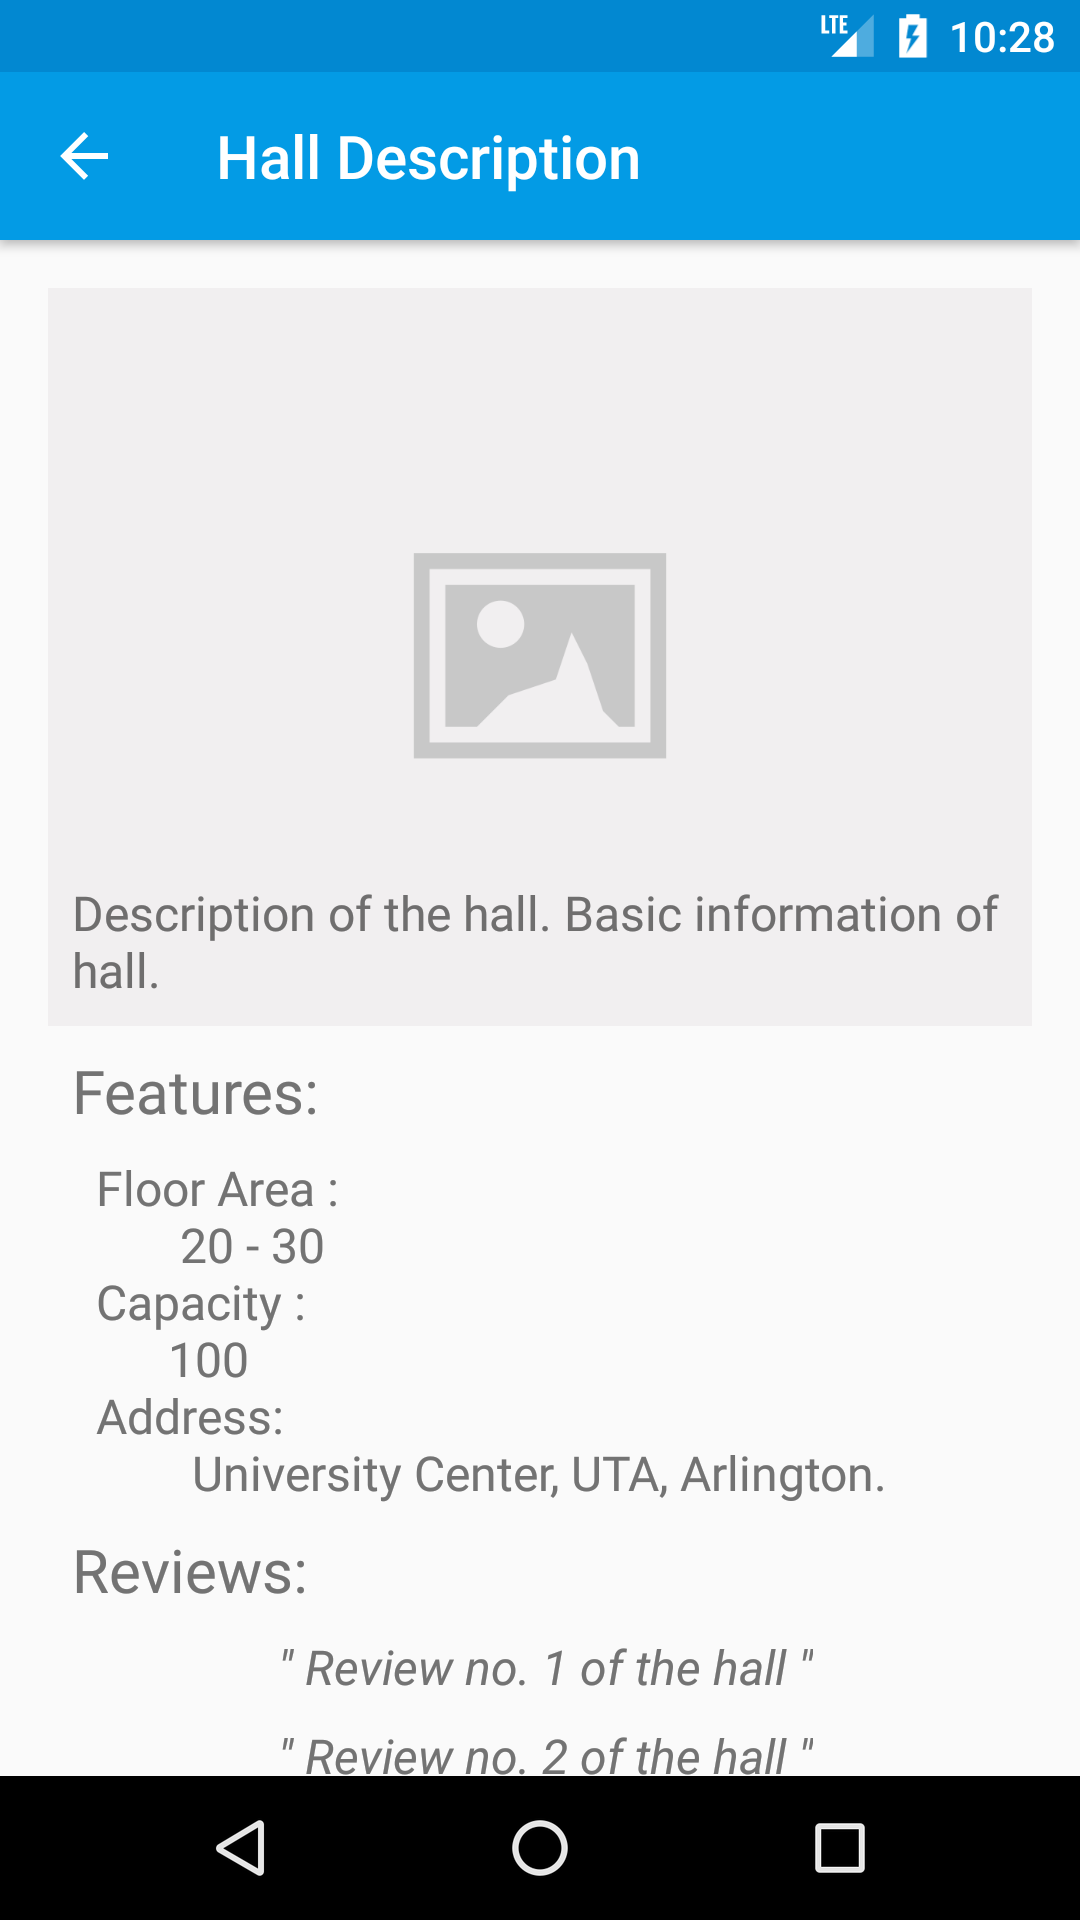 LTE 10:28
Hall Description
Description of the hall. Basic information of
hall.
Features:
Floor Area :
20 - 30
Capacity :
100
Address:
University Center, UTA, Arlington.
Reviews:
" Review no. 1 of the hall "
" Review no. 2 of the hall "